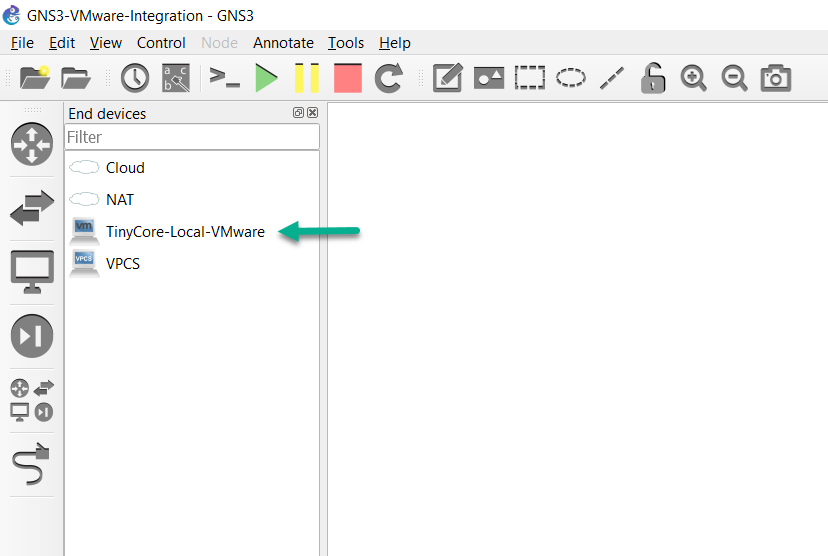 GNS3-VMware-Integration - GNS3
File Edit View Control Node Annotate Tools Help
a c
b
End devices
Filter
Cloud
NAT
vm
TinyCore-Local-VMware
VPCS
VPCS